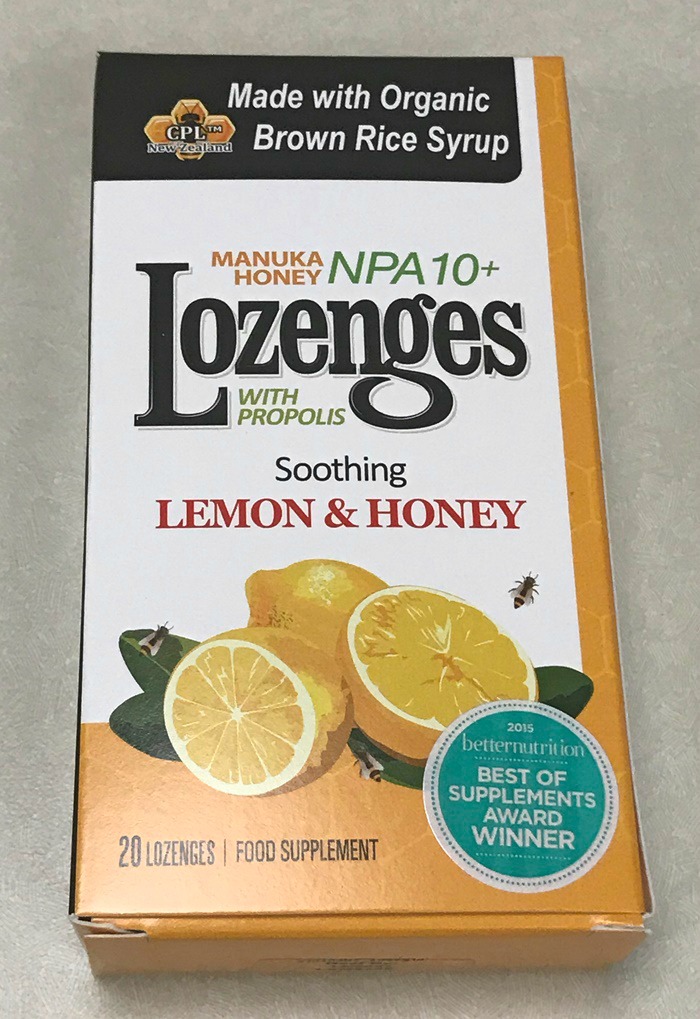 Made with Organic
Brown Rice Syrup
CPL™
New Zealand
MANUKA
HONEY
NPA 10+
Lozenges
WITH
PROPOLIS
Soothing
LEMON & HONEY
2015
betternutrition
BEST OF
SUPPLEMENTS
AWARD
WINNER
20 LOZENGES | FOOD SUPPLEMENT